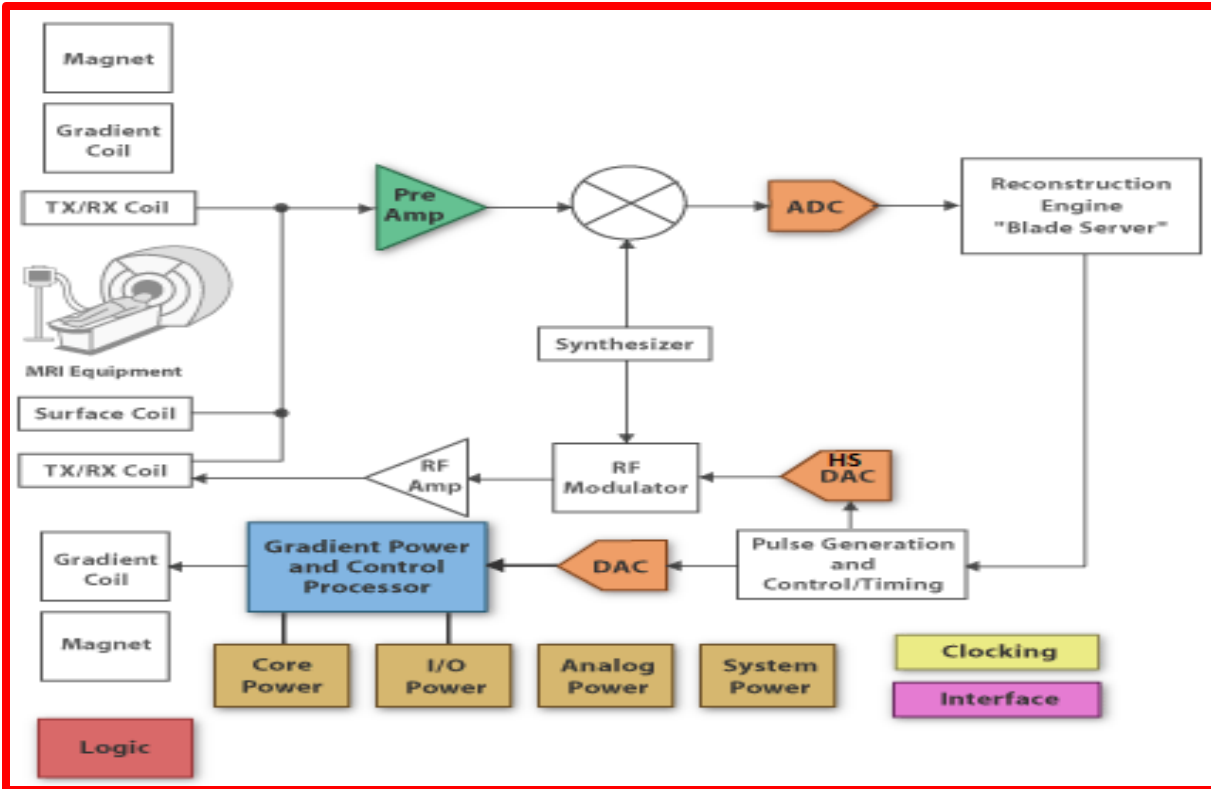 Magnet
Gradient
Coil
TX/RX Coil
Pre
Amp
ADC
Reconstruction
Engine
"Blade Server"
MRI Equipment
Synthesizer
Surface Coil
TX/RX Coil
RF
Amp
RF
Modulator
HS
DAC
Gradient
Coil
Gradient Power
and Control
Processor
DAC
Pulse Generation
and
Control/Timing
Magnet
Core
Power
I/O
Power
Analog
Power
System
Power
Clocking
Interface
Logic